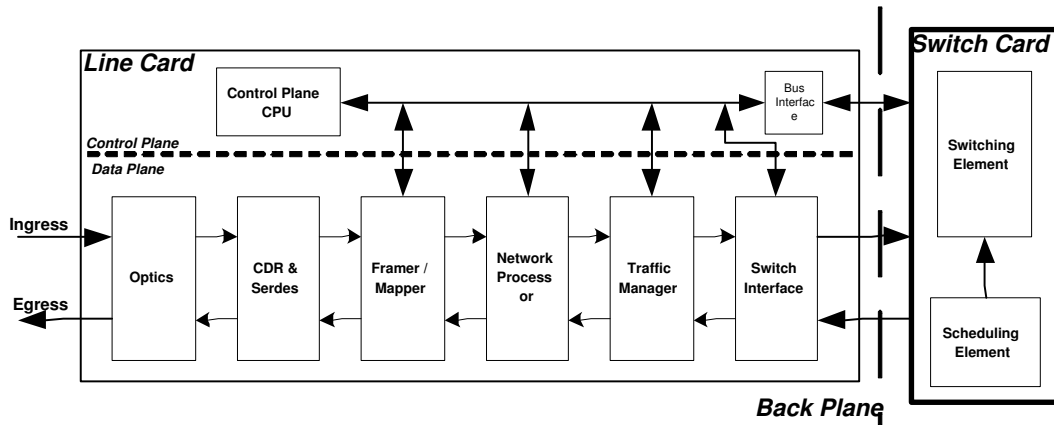 Line Card
Switch Card
Control Plane
CPU
Bus
Interfac
e
Control Plane
Data Plane
Switching
Element
Ingress
Egress
Optics
CDR &
Serdes
Framer /
Mapper
Network
Process
or
Traffic
Manager
Switch
Interface
Scheduling
Element
Back Plane